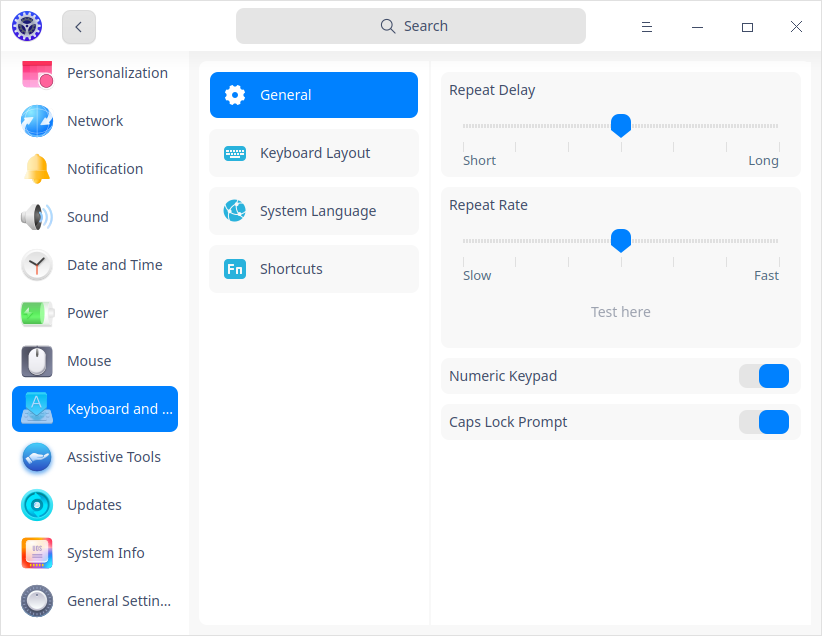 Search
Personalization
Network
Notification
Sound
Date and Time
Power
Mouse
Keyboard and ...
Assistive Tools
Updates
System Info
General Settin...
General
Keyboard Layout
System Language
Fn
Shortcuts
Repeat Delay
Short Long
Repeat Rate
Slow Fast
Test here
Numeric Keypad
Caps Lock Prompt